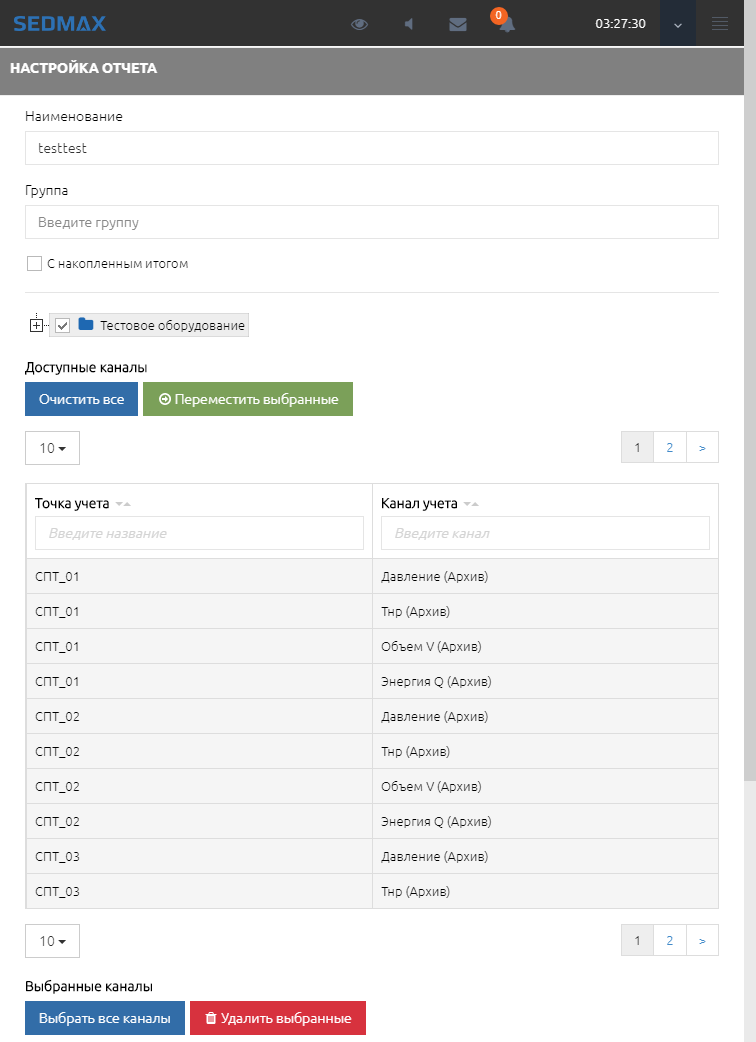 SEDMAX 0 03:27:30
НАСТРОЙКА ОТЧЕТА
Наименование
testtest
Группа
Введите группу
С накопленным итогом
Тестовое оборудование
Доступные каналы
Очистить все Переместить выбранные
10 1 2 >
Точка учета Канал учета
Введите название Введите канал
СПТ_01 Давление (Архив)
СПТ_01 Тнр (Архив)
СПТ_01 Объем V (Архив)
СПТ_01 Энергия Q (Архив)
СПТ_02 Давление (Архив)
СПТ_02 Тнр (Архив)
СПТ_02 Объем V (Архив)
СПТ_02 Энергия Q (Архив)
СПТ_03 Давление (Архив)
СПТ_03 Тнр (Архив)
10 1 2 >
Выбранные каналы
Выбрать все каналы Удалить выбранные